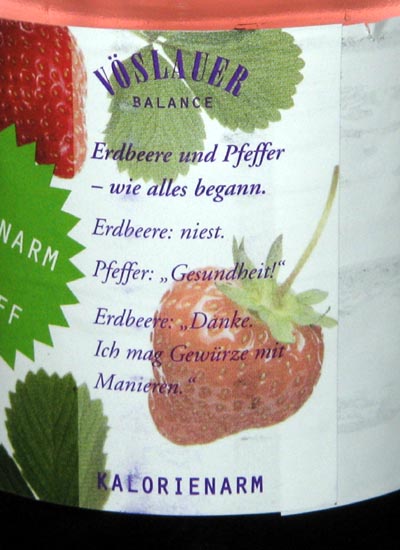 VÖSLAUER
BALANCE
Erdbeere und Pfeffer
– wie alles begann.
Erdbeere: niest.
Pfeffer: „Gesundheit!“
Erdbeere: „Danke.
Ich mag Gewürze mit
Manieren.“
NARM
EF
KALORIENARM